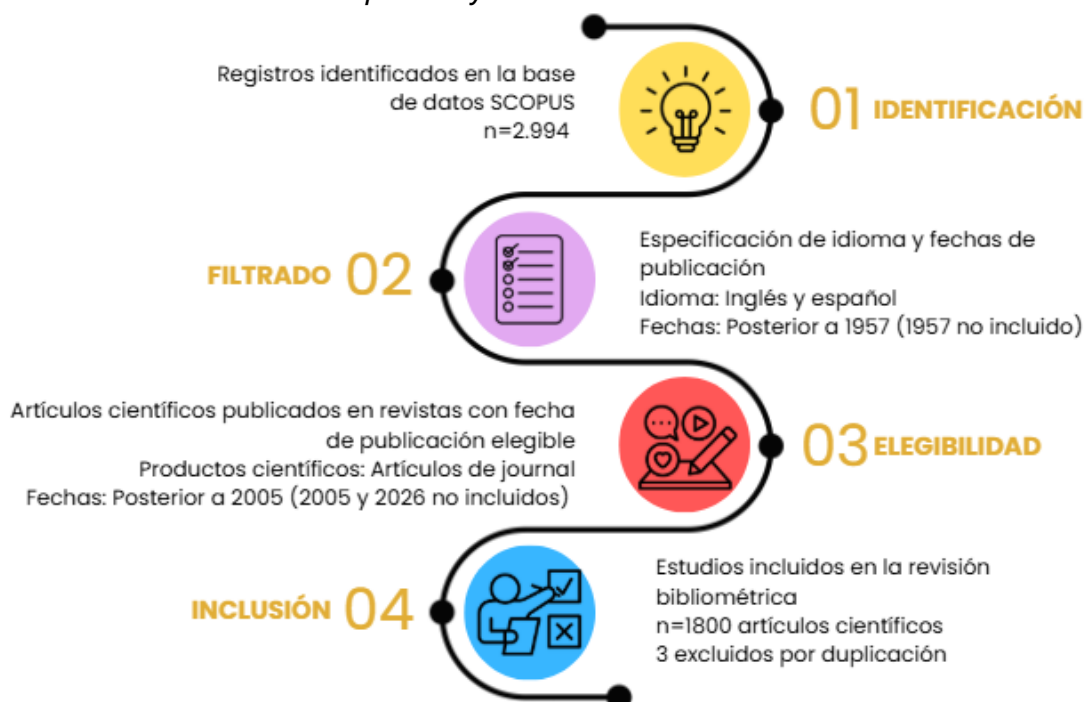 Registros identificados en la base
de datos SCOPUS
n=2.994
01 IDENTIFICACIÓN
FILTRADO 02
Especificación de idioma y fechas de
publicación
Idioma: Inglés y español
Fechas: Posterior a 1957 (1957 no incluido)
Artículos científicos publicados en revistas con fecha
de publicación elegible
Productos científicos: Artículos de journal
Fechas: Posterior a 2005 (2005 y 2026 no incluidos)
03 ELEGIBILIDAD
INCLUSIÓN 04
Estudios incluidos en la revisión
bibliométrica
n=1800 artículos científicos
3 excluidos por duplicación